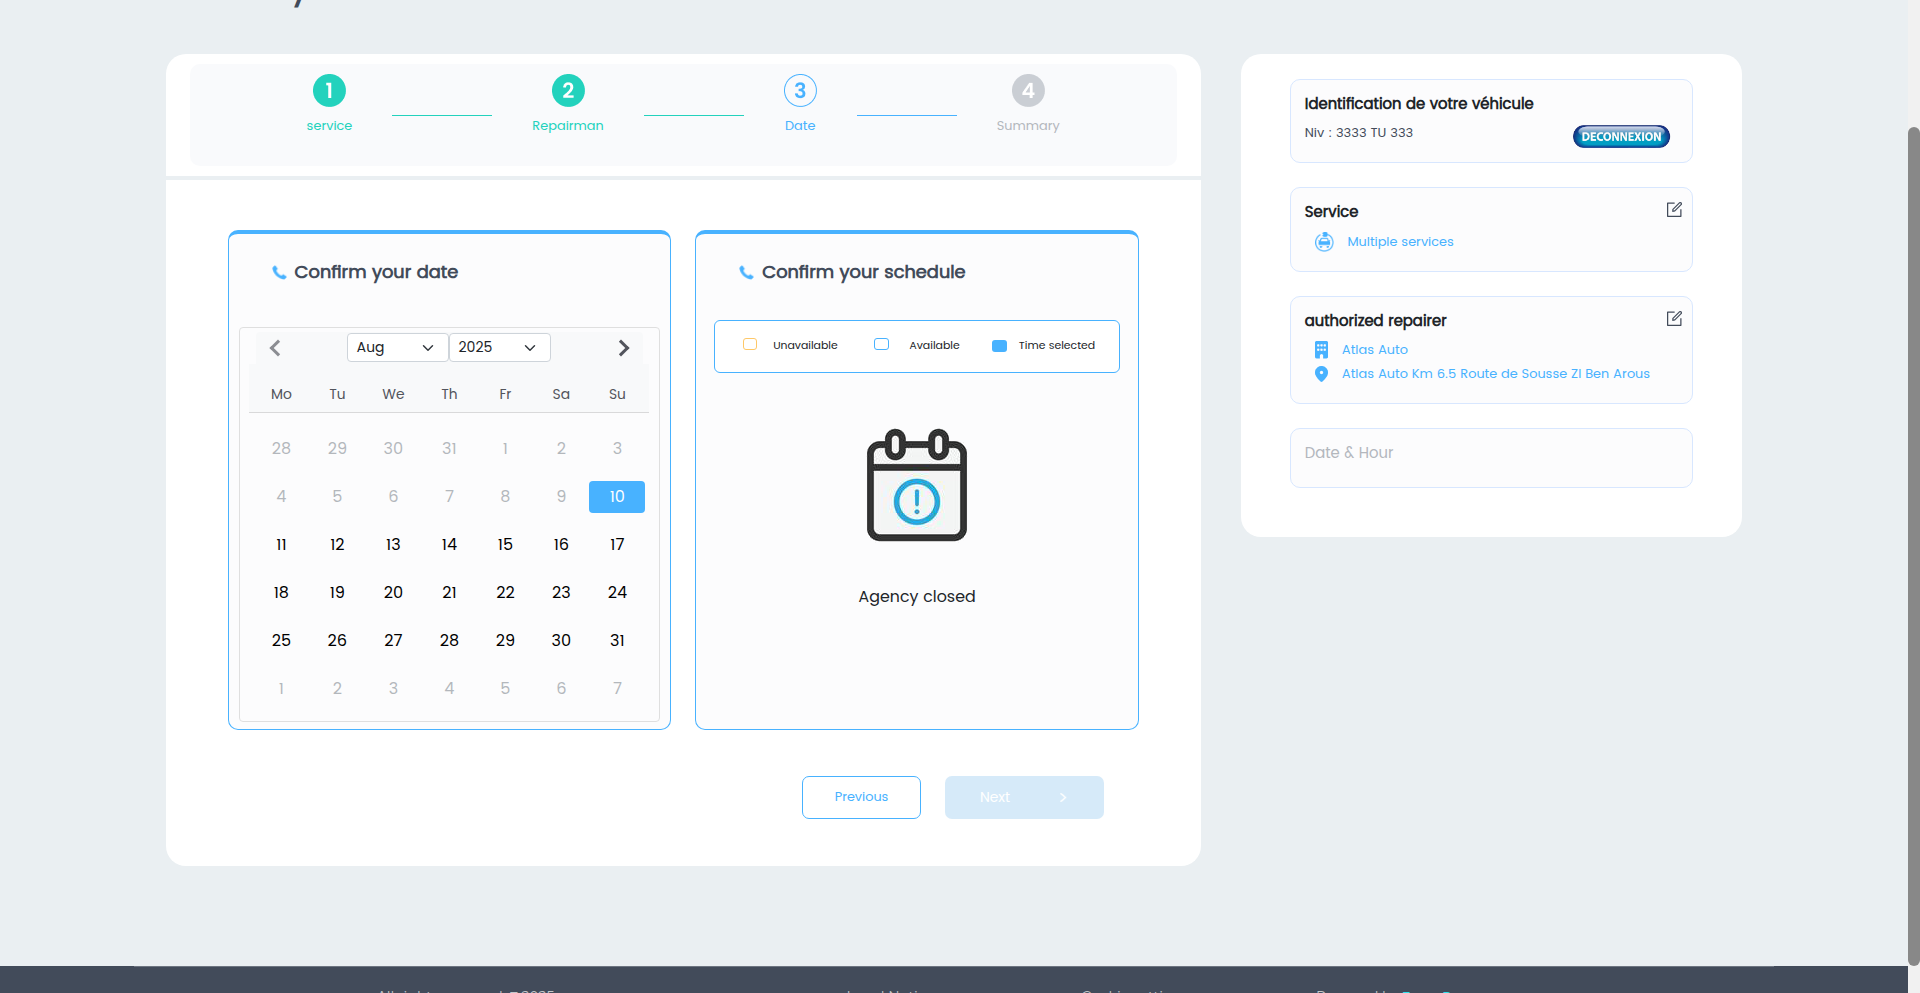 1 2 3 4
service Repairman Date Summary
Confirm your date
Aug 2025
Mo Tu We Th Fr Sa Su
28 29 30 31 1 2 3
4 5 6 7 8 9 10
11 12 13 14 15 16 17
18 19 20 21 22 23 24
25 26 27 28 29 30 31
1 2 3 4 5 6 7
Confirm your schedule
Unavailable Available Time selected
Agency closed
Previous Next
Identification de votre véhicule
Niv : 3333 TU 333
DECONNEXION
Service
Multiple services
authorized repairer
Atlas Auto
Atlas Auto Km 6.5 Route de Sousse ZI Ben Arous
Date & Hour